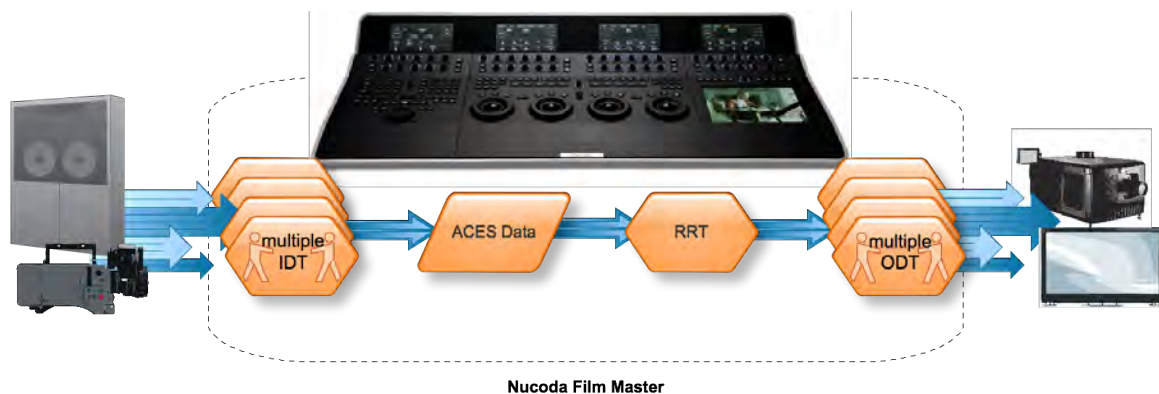 multiple
IDT
ACES Data
RRT
multiple
ODT
Nucoda Film Master